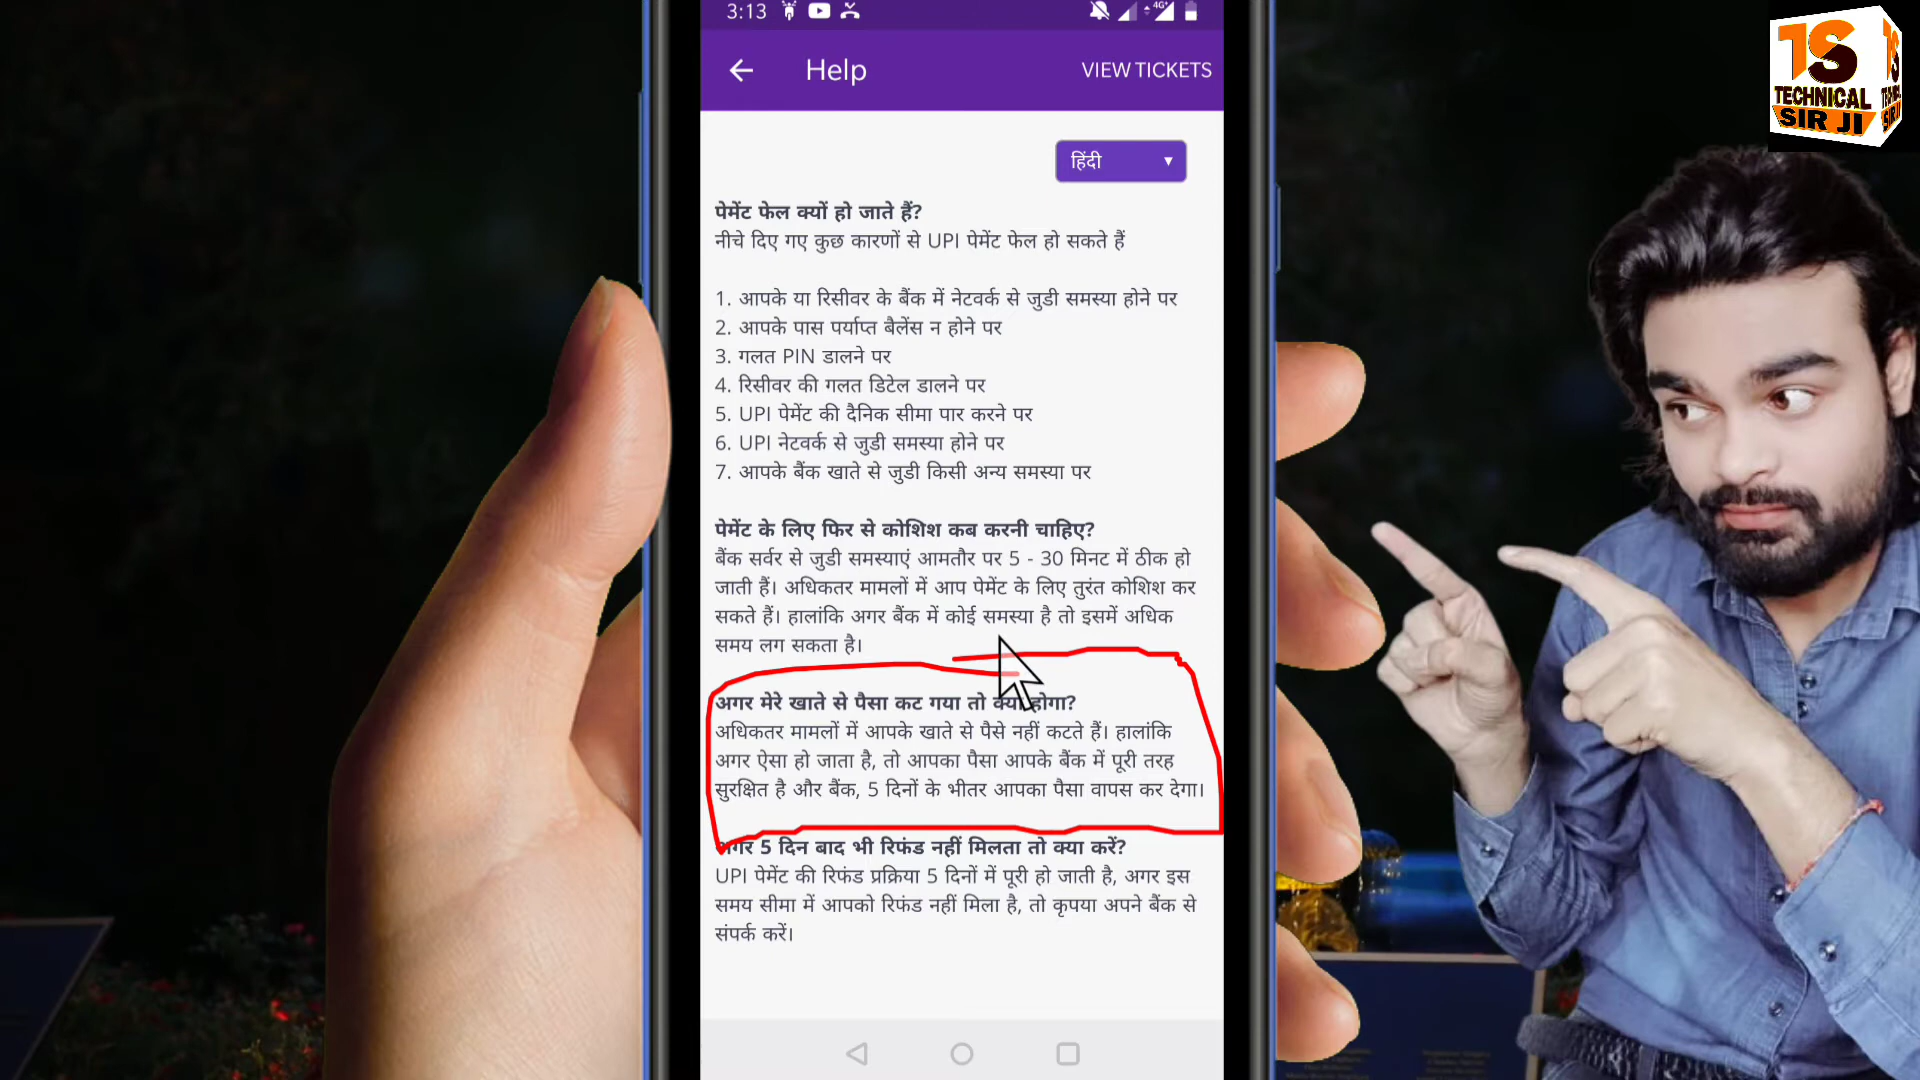 3:13
4G+
Help
VIEW TICKETS
1S
TECHNICAL
SIR JI
हिंदी
पेमेंट फेल क्यों हो जाते हैं?
नीचे दिए गए कुछ कारणों से UPI पेमेंट फेल हो सकते हैं
1. आपके या रिसीवर के बैंक में नेटवर्क से जुडी समस्या होने पर
2. आपके पास पर्याप्त बैलेंस न होने पर
3. गलत PIN डालने पर
4. रिसीवर की गलत डिटेल डालने पर
5. UPI पेमेंट की दैनिक सीमा पार करने पर
6. UPI नेटवर्क से जुडी समस्या होने पर
7. आपके बैंक खाते से जुडी किसी अन्य समस्या पर
पेमेंट के लिए फिर से कोशिश कब करनी चाहिए?
बैंक सर्वर से जुडी समस्याएं आमतौर पर 5 - 30 मिनट में ठीक हो
जाती हैं। अधिकतर मामलों में आप पेमेंट के लिए तुरंत कोशिश कर
सकते हैं। हालांकि अगर बैंक में कोई समस्या है तो इसमें अधिक
समय लग सकता है।
अगर मेरे खाते से पैसा कट गया तो क्या होगा?
अधिकतर मामलों में आपके खाते से पैसे नहीं कटते हैं। हालांकि
अगर ऐसा हो जाता है, तो आपका पैसा आपके बैंक में पूरी तरह
सुरक्षित है और बैंक, 5 दिनों के भीतर आपका पैसा वापस कर देगा।
अगर 5 दिन बाद भी रिफंड नहीं मिलता तो क्या करें?
UPI पेमेंट की रिफंड प्रक्रिया 5 दिनों में पूरी हो जाती है, अगर इस
समय सीमा में आपको रिफंड नहीं मिला है, तो कृपया अपने बैंक से
संपर्क करें।